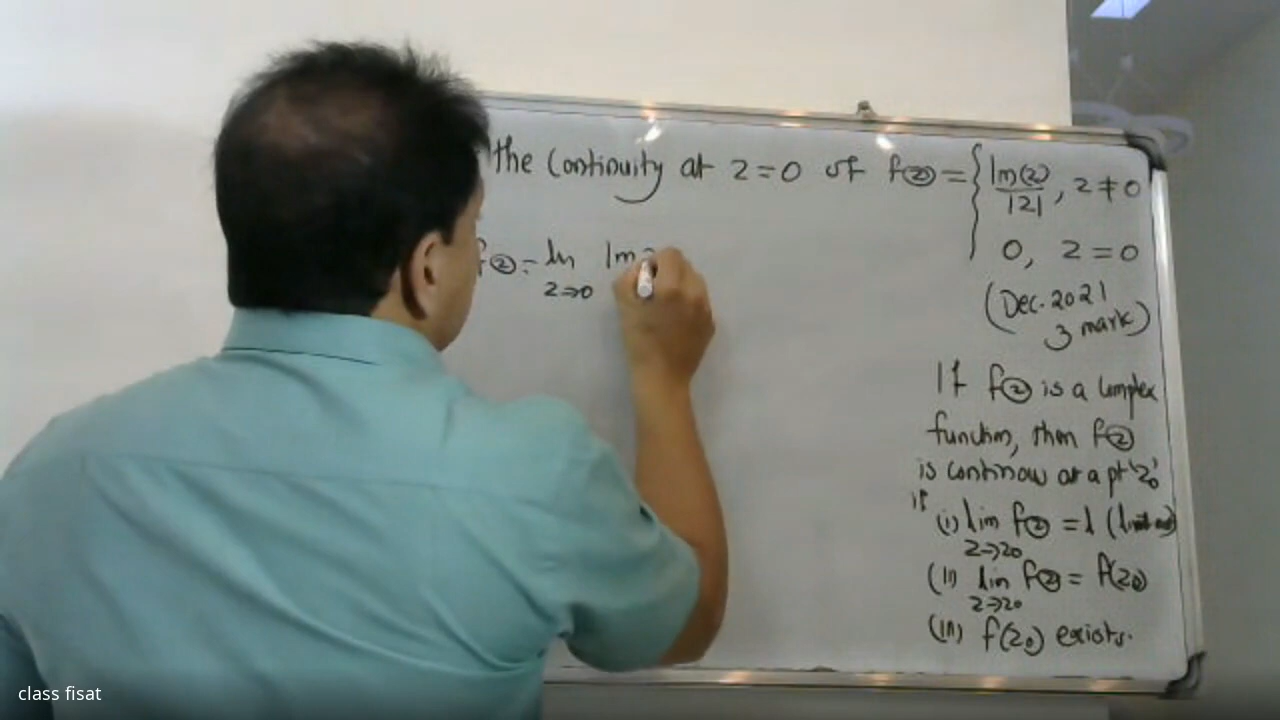 the Continuity at z=0 of f(z) = { Im(z)/|z|, z ≠ 0
0, z = 0
(Dec. 2021
3 mark)
f(z) = lim Im
z→0
If f(z) is a complex
function, then f(z)
is continuous at a pt 'z₀'
if
(i) lim f(z) = l (
z→z₀
(ii) lim f(z) = f(z₀)
z→z₀
(iii) f(z₀) exists.
class fisat